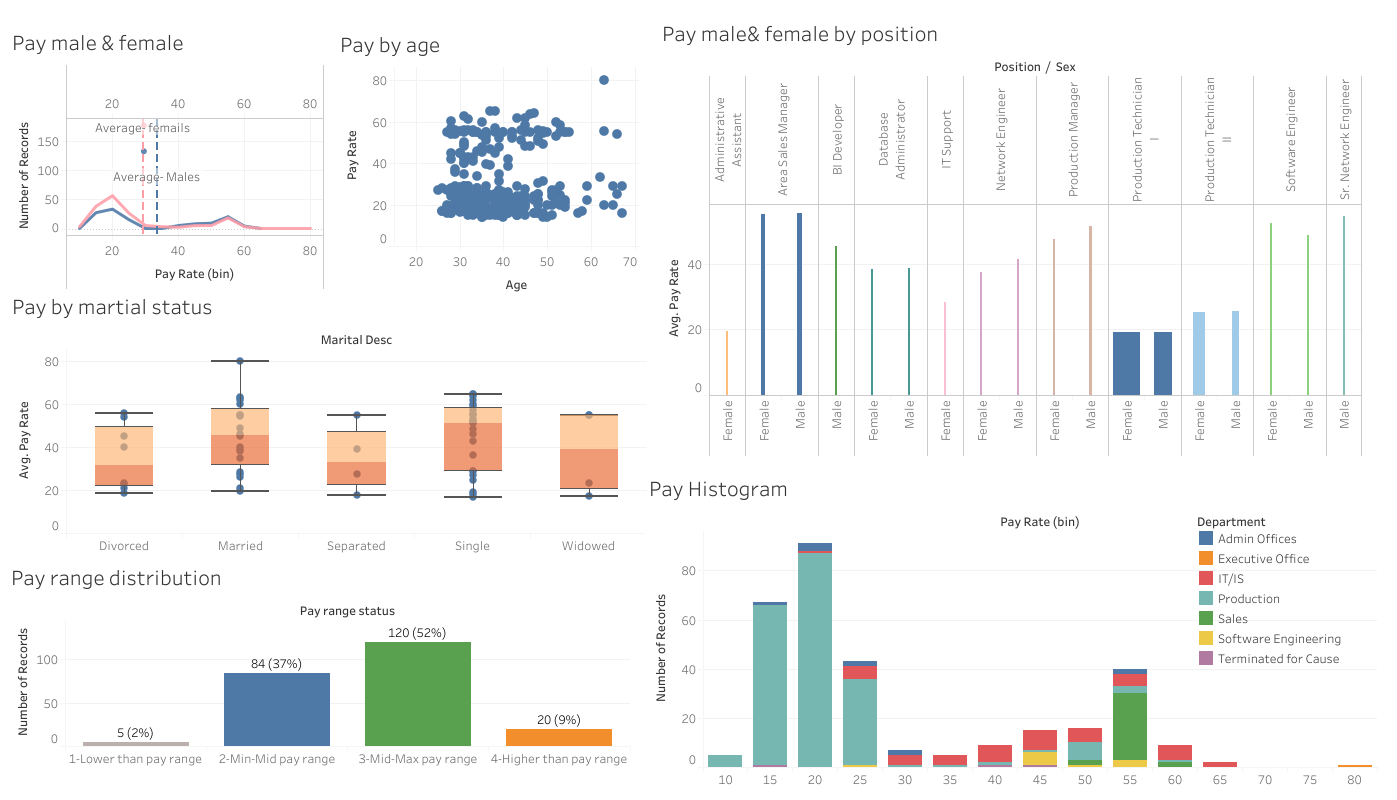 Pay male & female
20 40 60 80
Number of Records
150
100
50
0
Average- femails
Average- Males
20 40 60 80
Pay Rate (bin)
Pay by age
Pay Rate
80
60
40
20
0
20 30 40 50 60 70
Age
Pay male& female by position
Position / Sex
Administrative
Assistant
Area Sales Manager
BI Developer
Database
Administrator
IT Support
Network Engineer
Production Manager
Production Technician
I
Production Technician
II
Software Engineer
Sr. Network Engineer
Avg. Pay Rate
40
20
0
Female Female Male Male Female Male Female Female Male Female Male Female Male Female Male Female Male Male
Pay by martial status
Marital Desc
Avg. Pay Rate
80
60
40
20
0
Divorced Married Separated Single Widowed
Pay range distribution
Pay range status
Number of Records
100
50
0
5 (2%)
84 (37%)
120 (52%)
20 (9%)
1-Lower than pay range 2-Min-Mid pay range 3-Mid-Max pay range 4-Higher than pay range
Pay Histogram
Pay Rate (bin)
Number of Records
80
60
40
20
0
10 15 20 25 30 35 40 45 50 55 60 65 70 75 80
Department
Admin Offices
Executive Office
IT/IS
Production
Sales
Software Engineering
Terminated for Cause